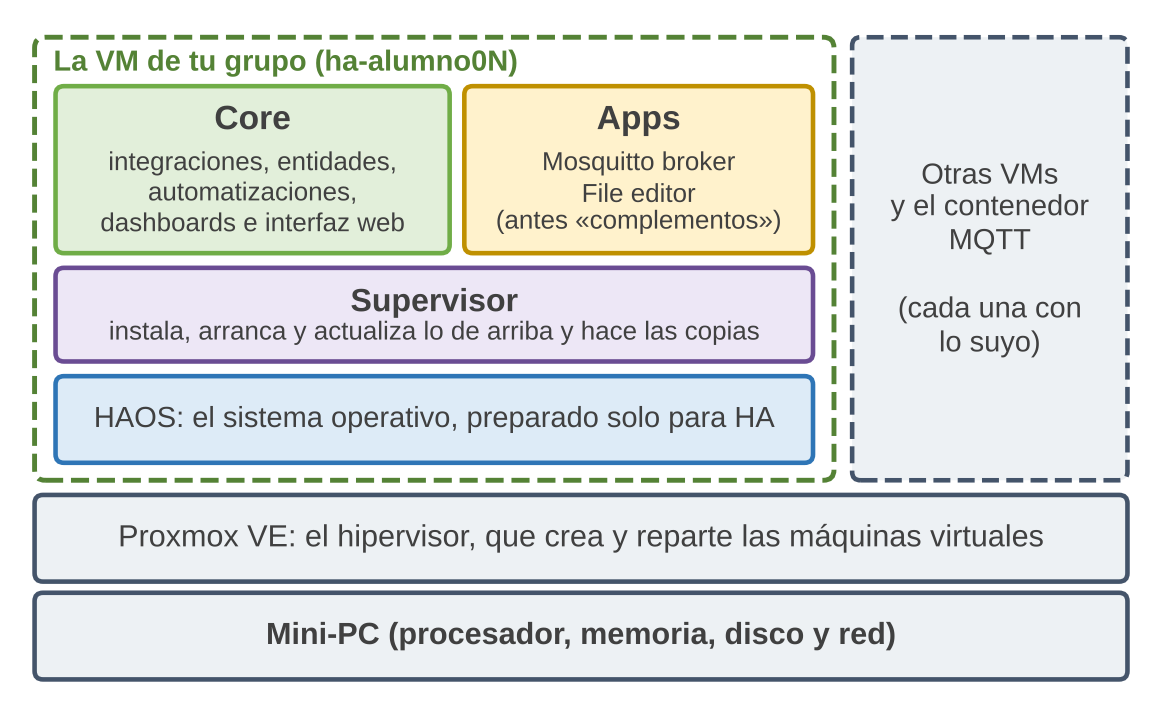 La VM de tu grupo (ha-alumno0N)
Core
integraciones, entidades,
automatizaciones,
dashboards e interfaz web
Apps
Mosquitto broker
File editor
(antes «complementos»)
Supervisor
instala, arranca y actualiza lo de arriba y hace las copias
HAOS: el sistema operativo, preparado solo para HA
Otras VMs
y el contenedor
MQTT
(cada una con
lo suyo)
Proxmox VE: el hipervisor, que crea y reparte las máquinas virtuales
Mini-PC (procesador, memoria, disco y red)